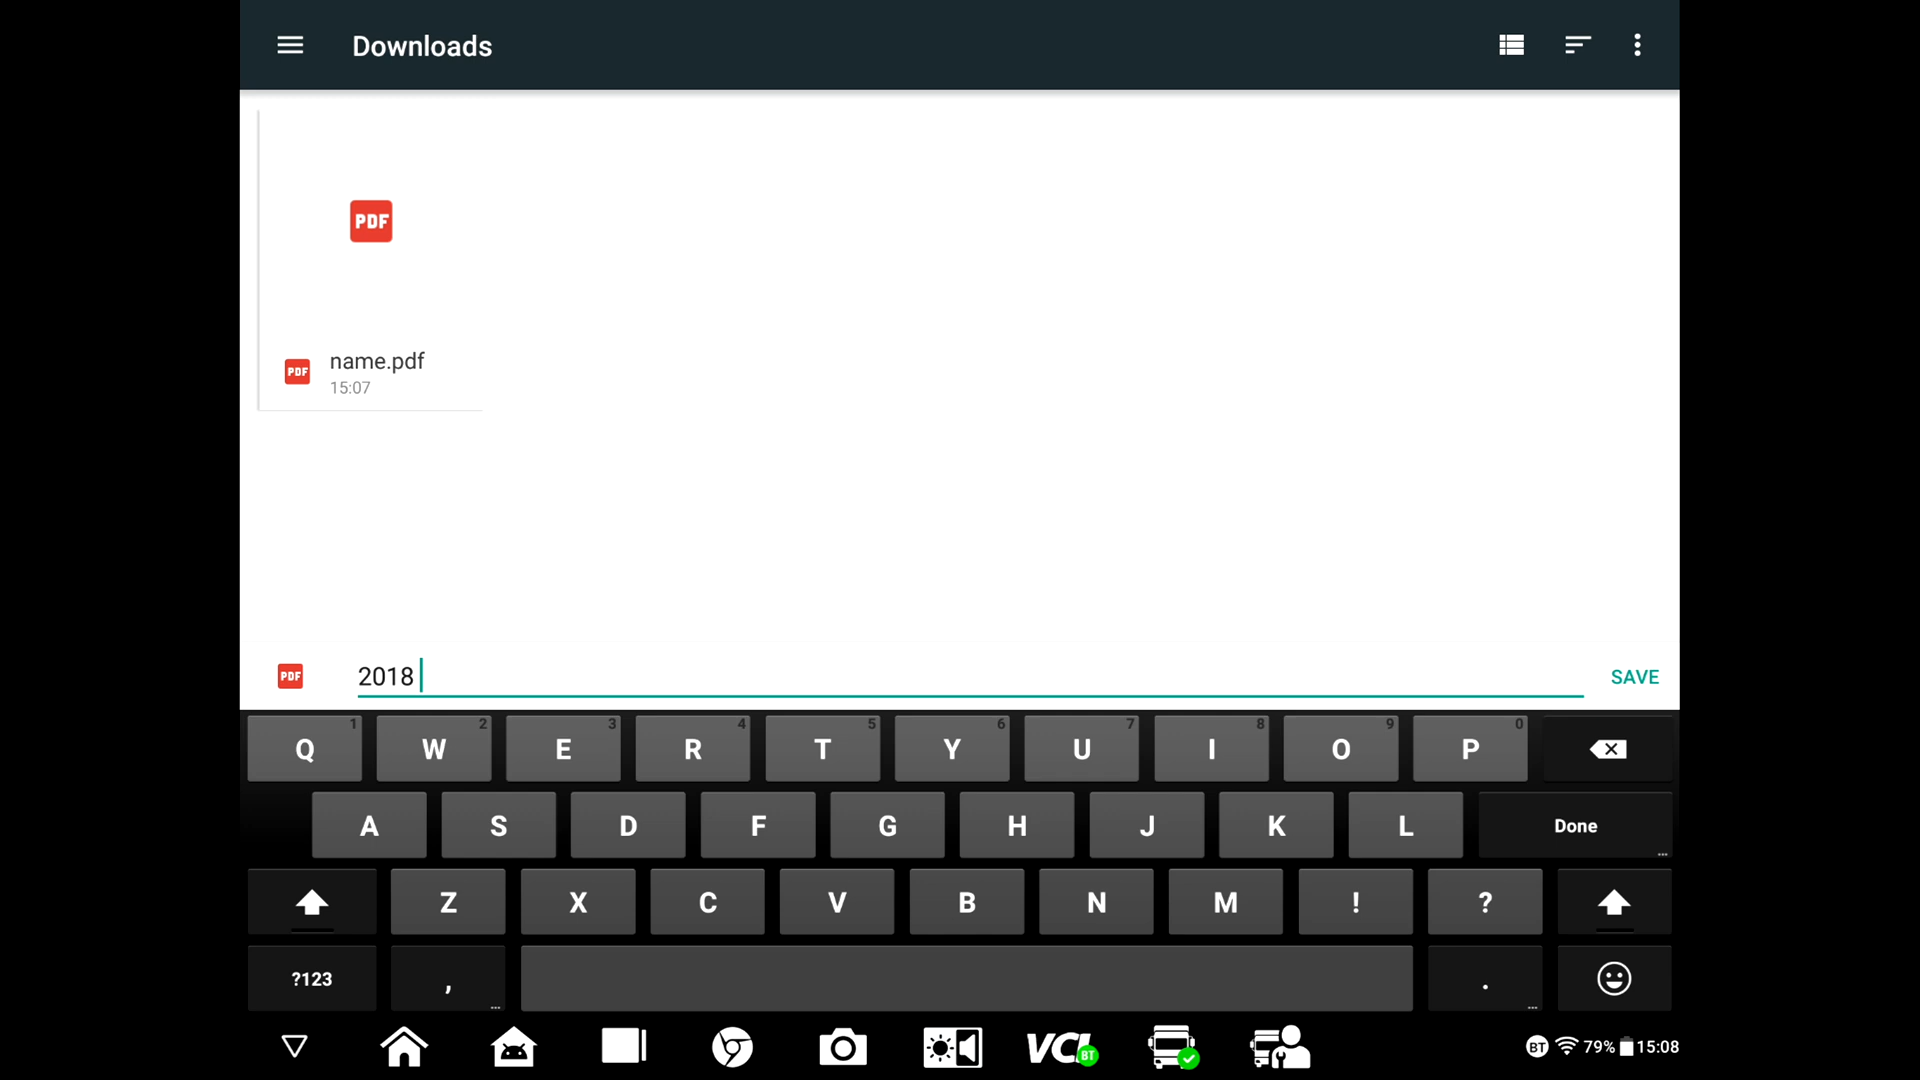 Downloads
PDF
PDF
name.pdf
15:07
PDF
2018
SAVE
Q 1 W 2 E 3 R 4 T 5 Y 6 U 7 I 8 O 9 P 0
A S D F G H J K L Done ...
Z X C V B N M ! ?
?123 , ... . ...
VCI BT
BT 79% 15:08